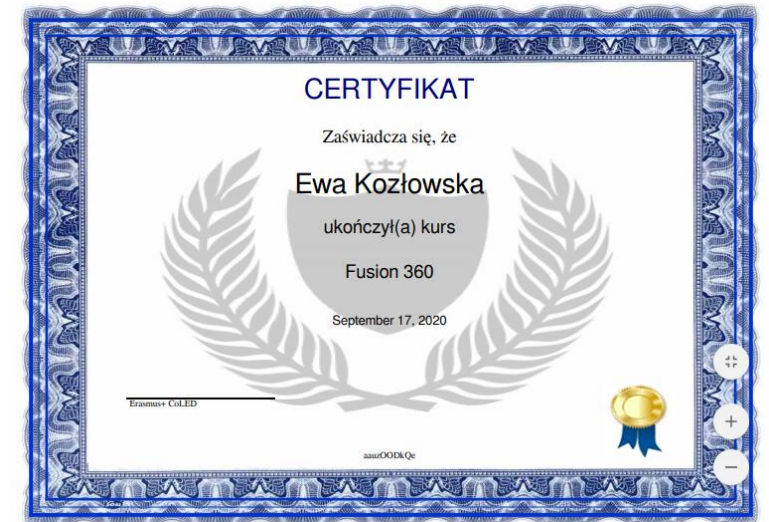 CERTYFIKAT
Zaświadcza się, że
Ewa Kozłowska
ukończył(a) kurs
Fusion 360
September 17, 2020
Erasmus+ CoLED
aauzOODkQe